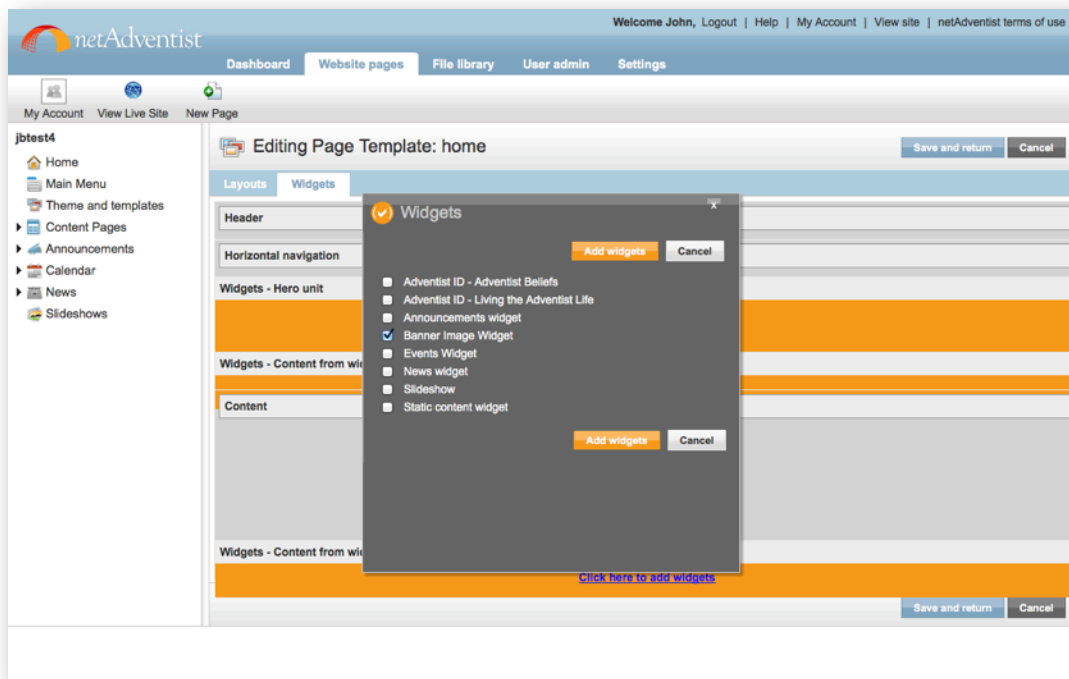 Welcome John, Logout | Help | My Account | View site | netAdventist terms of use
netAdventist
Dashboard Website pages File library User admin Settings
My Account View Live Site New Page
jbtest4
Home
Main Menu
Theme and templates
Content Pages
Announcements
Calendar
News
Slideshows
Editing Page Template: home
Save and return Cancel
Layouts Widgets
Header
Horizontal navigation
Widgets - Hero unit
Widgets - Content from
Content
Widgets - Content from
Widgets
x
Add widgets Cancel
Adventist ID - Adventist Beliefs
Adventist ID - Living the Adventist Life
Announcements widget
Banner Image Widget
Events Widget
News widget
Slideshow
Static content widget
Add widgets Cancel
Click here to add widgets
Save and return Cancel